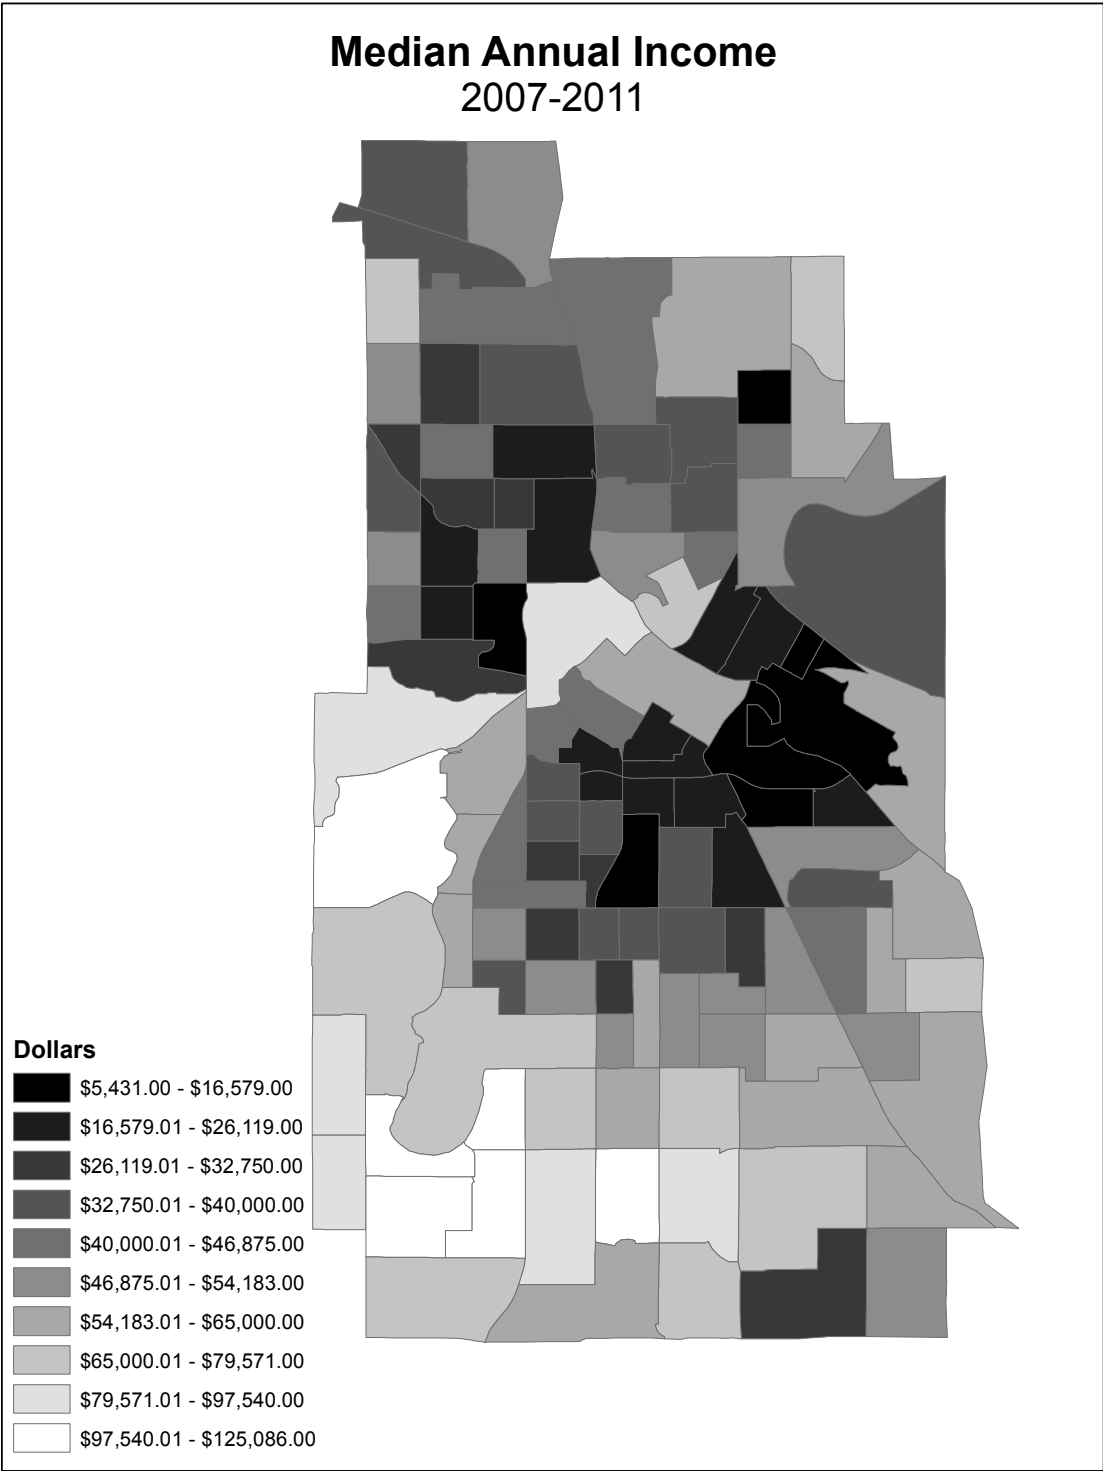 Median Annual Income
2007-2011
Dollars
$5,431.00 - $16,579.00
$16,579.01 - $26,119.00
$26,119.01 - $32,750.00
$32,750.01 - $40,000.00
$40,000.01 - $46,875.00
$46,875.01 - $54,183.00
$54,183.01 - $65,000.00
$65,000.01 - $79,571.00
$79,571.01 - $97,540.00
$97,540.01 - $125,086.00